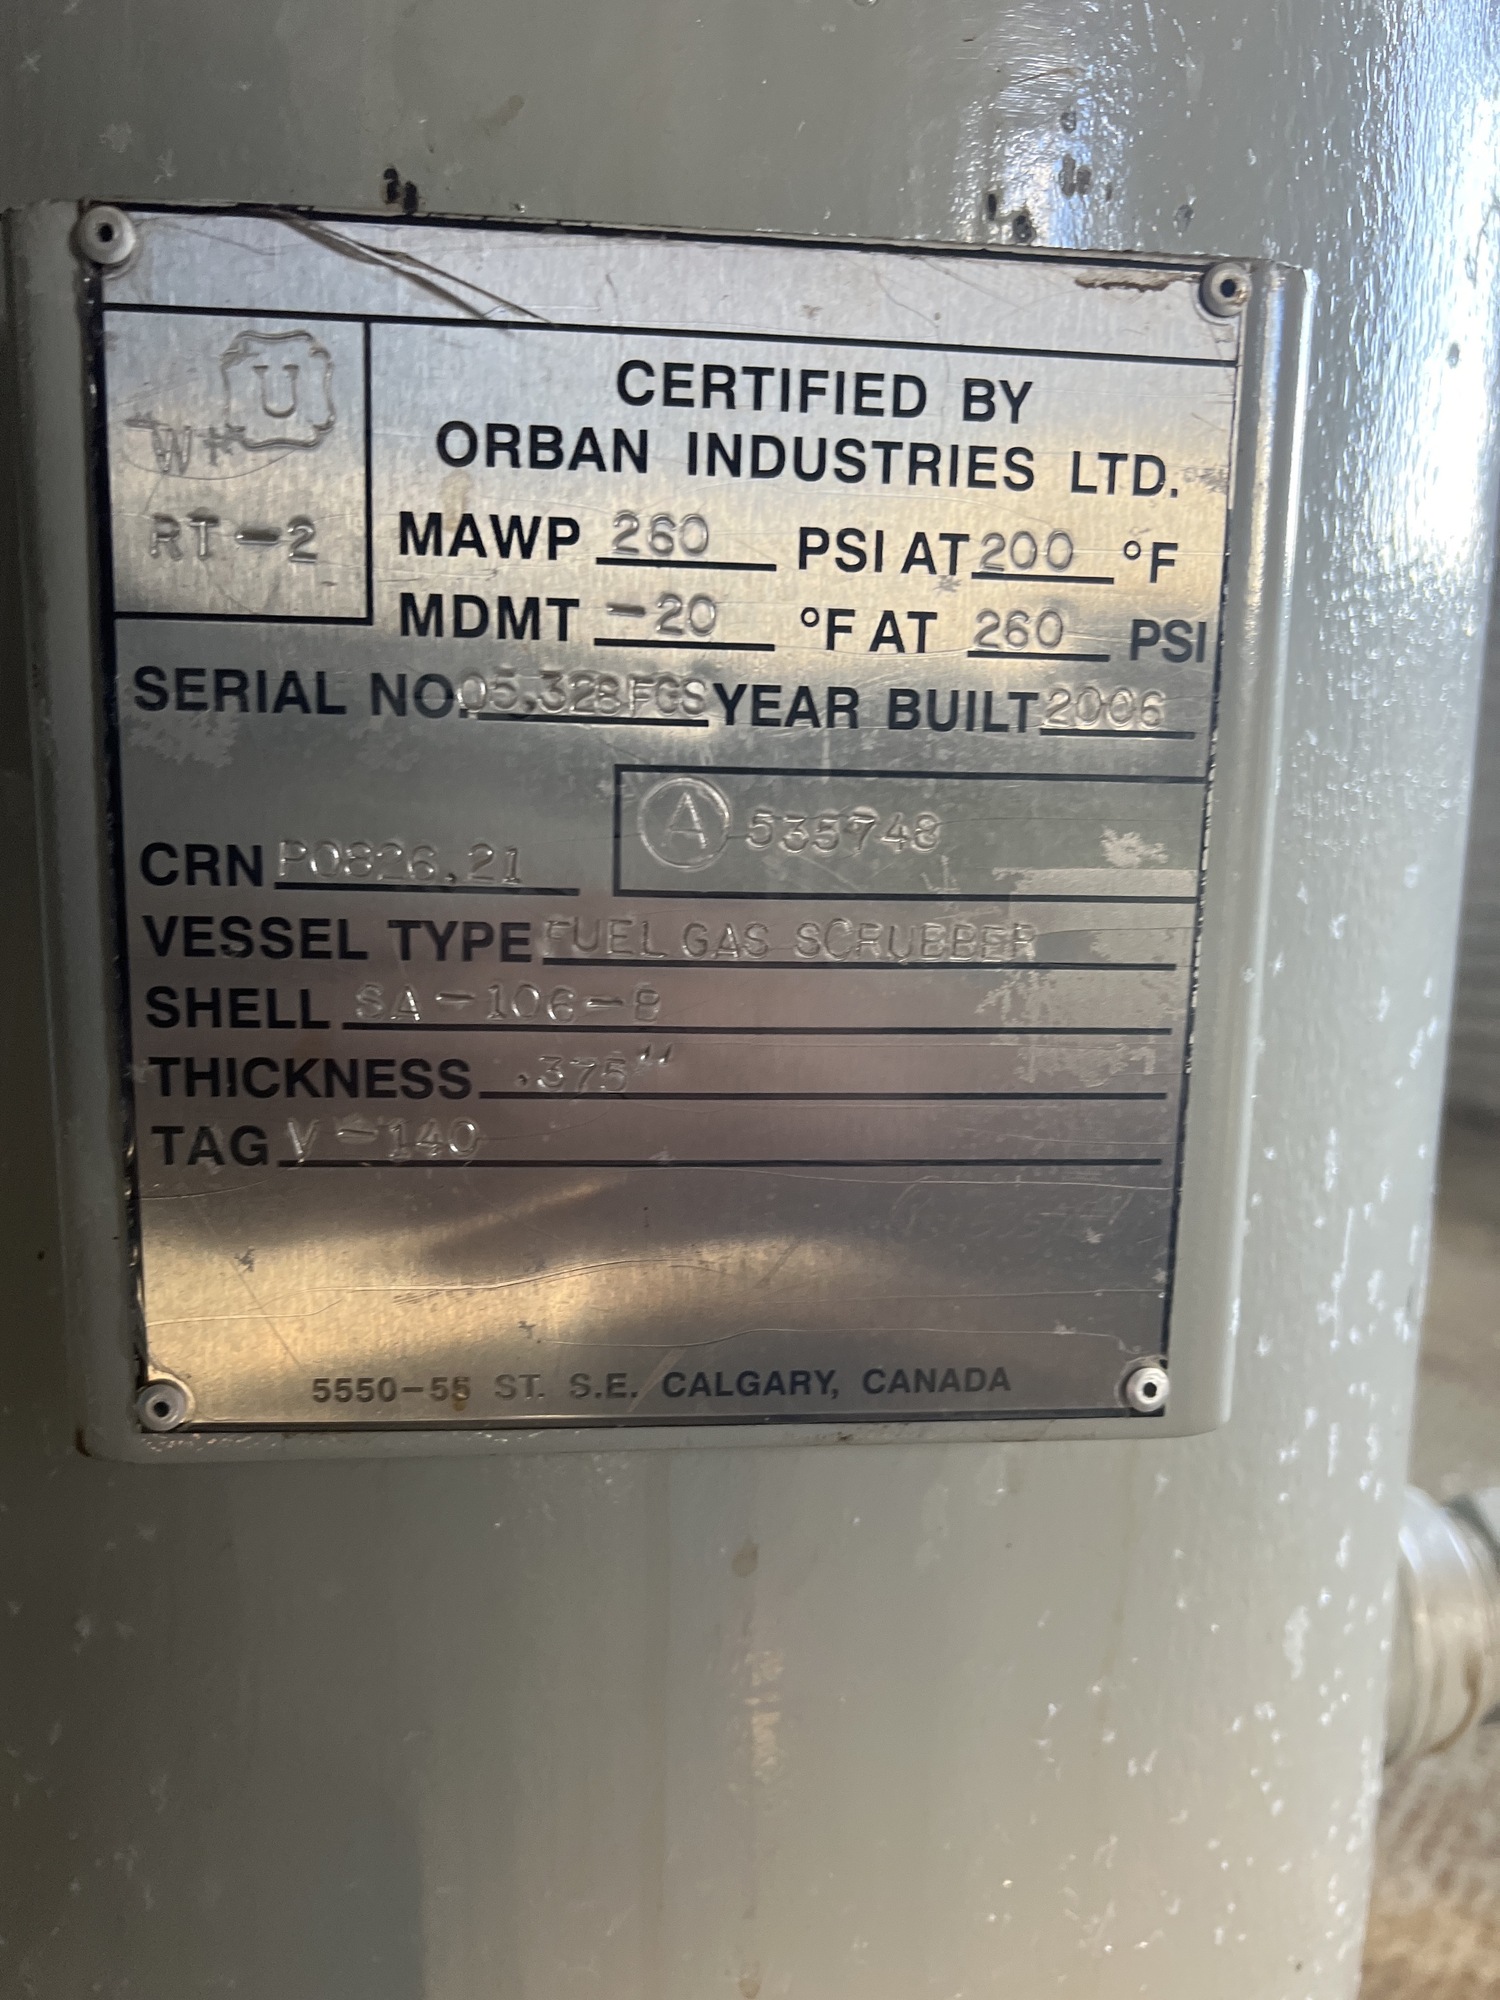 U
W
RT-2
CERTIFIED BY
ORBAN INDUSTRIES LTD.
MAWP 260 PSI AT 200 °F
MDMT -20 °F AT 260 PSI
SERIAL NO. 05.328FGS YEAR BUILT 2006
A 535748
CRN P0826.21
VESSEL TYPE FUEL GAS SCRUBBER
SHELL SA-106-B
THICKNESS .375"
TAG V-140
5550-55 ST. S.E. CALGARY, CANADA